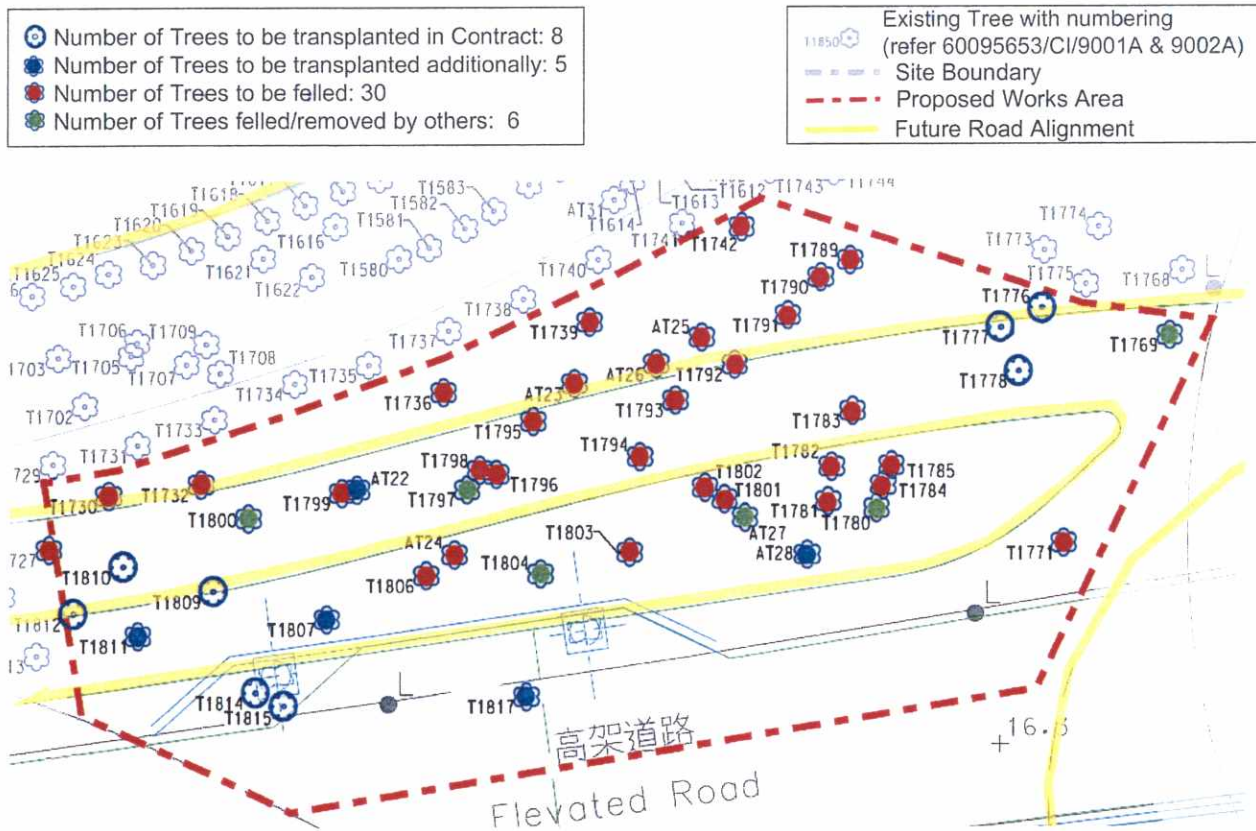 Number of Trees to be transplanted in Contract: 8
Number of Trees to be transplanted additionally: 5
Number of Trees to be felled: 30
Number of Trees felled/removed by others: 6
T1850
Existing Tree with numbering
(refer 60095653/CI/9001A & 9002A)
Site Boundary
Proposed Works Area
Future Road Alignment
T1583
T1612
T1743
T1744
T1618
T1582
AT31
T1613
T1619
T1581
T1614
T1774
T1620
T1616
T1741
T1742
T1773
T1623
T1789
T1624
T1621
T1580
T1740
T1790
T1775
T1768
L
T1625
T1622
T1738
T1776
T1706
T1709
T1737
T1739
AT25
T1791
T1777
T1769
T1703
T1705
T1708
T1707
T1735
AT26
T1792
T1778
T1734
T1736
AT23
T1793
T1702
T1733
T1795
T1783
T1731
T1794
T1782
T1798
T1802
T1785
T1730
T1732
T1799
AT22
T1796
T1801
T1784
T1797
T1781
T1780
T1800
AT27
AT24
T1803
AT28
T1771
T1810
T1804
T1806
T1809
L
T1812
T1811
T1807
T1814
L
T1815
T1817
高架道路
16.3
Elevated Road